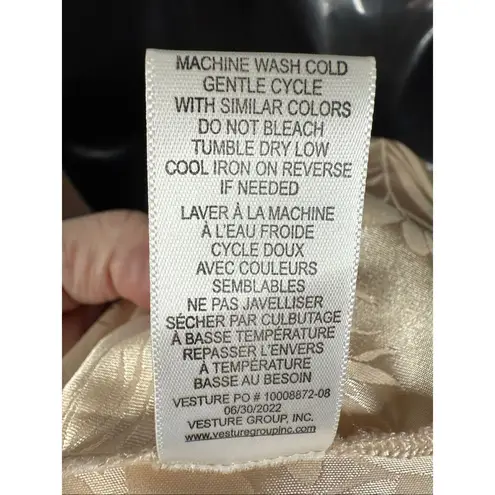 MACHINE WASH COLD
GENTLE CYCLE
WITH SIMILAR COLORS
DO NOT BLEACH
TUMBLE DRY LOW
COOL IRON ON REVERSE
IF NEEDED
LAVER À LA MACHINE
À L'EAU FROIDE
CYCLE DOUX
AVEC COULEURS
SEMBLABLES
NE PAS JAVELLISER
SÉCHER PAR CULBUTAGE
À BASSE TEMPÉRATURE
REPASSER L'ENVERS
À TEMPÉRATURE
BASSE AU BESOIN
VESTURE PO # 10008872-08
06/30/2022
VESTURE GROUP, INC.
www.vesturegroupinc.com